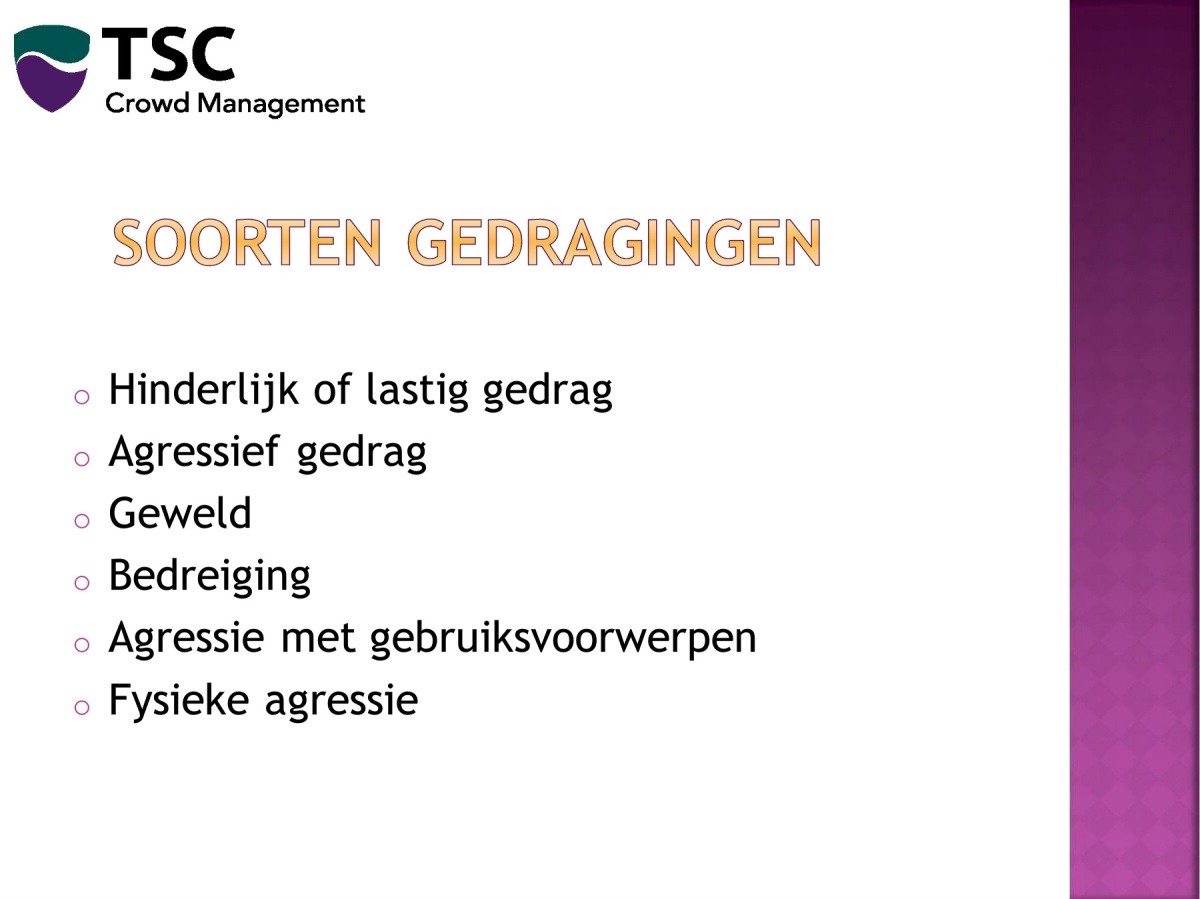 TSC
Crowd Management
SOORTEN GEDRAGINGEN
Hinderlijk of lastig gedrag
Agressief gedrag
Geweld
Bedreiging
Agressie met gebruiksvoorwerpen
Fysieke agressie